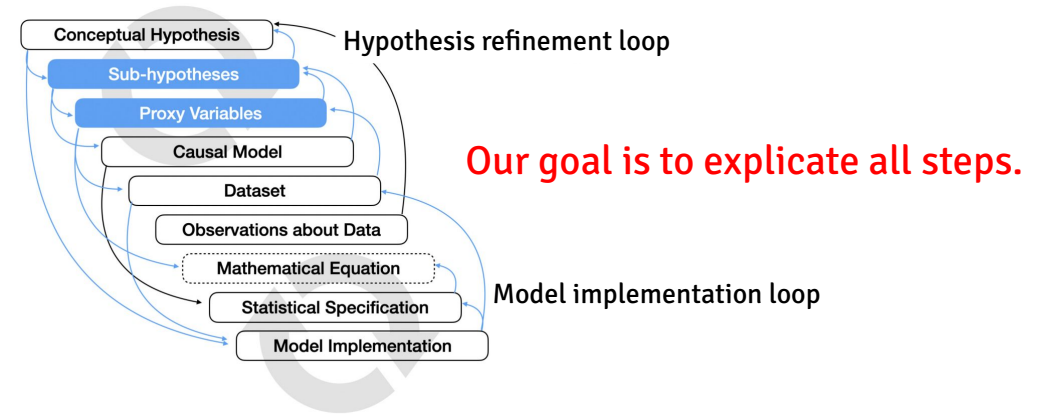 Conceptual Hypothesis
Hypothesis refinement loop
Sub-hypotheses
Proxy Variables
Causal Model
Our goal is to explicate all steps.
Dataset
Observations about Data
Mathematical Equation
Model implementation loop
Statistical Specification
Model Implementation